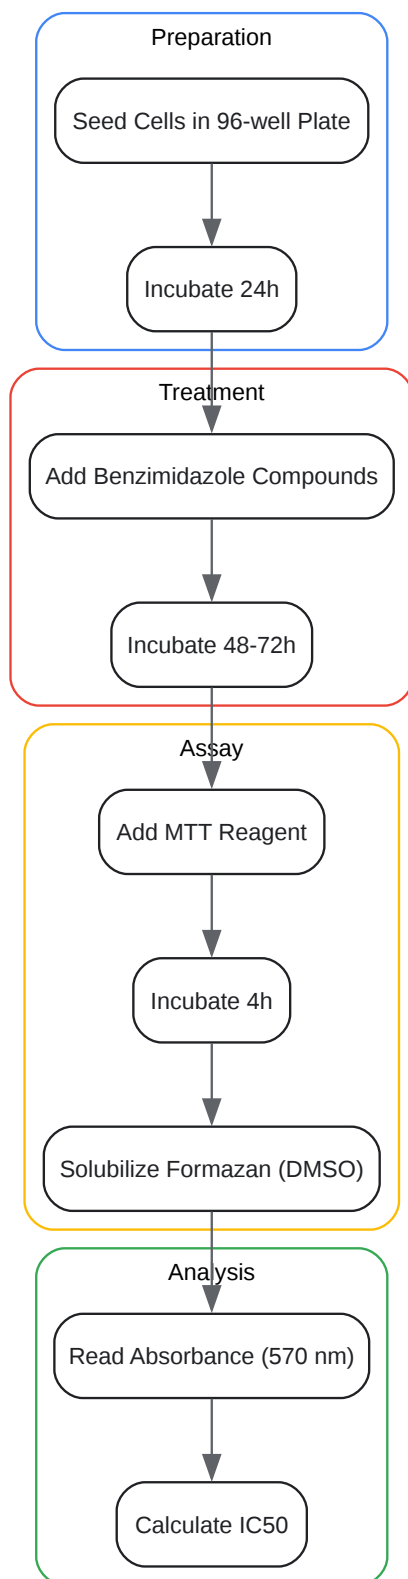 Preparation
Seed Cells in 96-well Plate
Incubate 24h
Treatment
Add Benzimidazole Compounds
Incubate 48-72h
Assay
Add MTT Reagent
Incubate 4h
Solubilize Formazan (DMSO)
Analysis
Read Absorbance (570 nm)
Calculate IC50